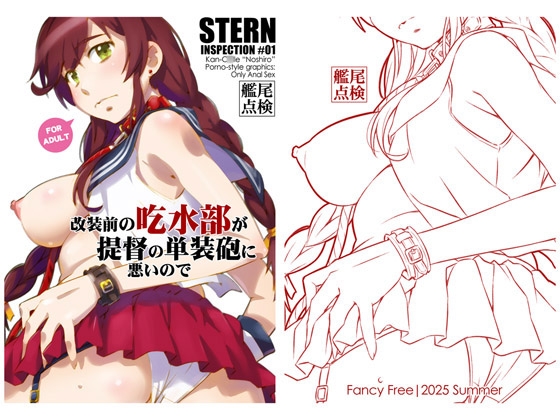 STERN
INSPECTION #01
Kan-C▒▒lle "Noshiro"
Porno-style graphics:
Only Anal Sex
艦尾
点検
FOR
ADULT
改装前の吃水部が
提督の単装砲に
悪いので
艦尾
点検
Fancy Free|2025 Summer